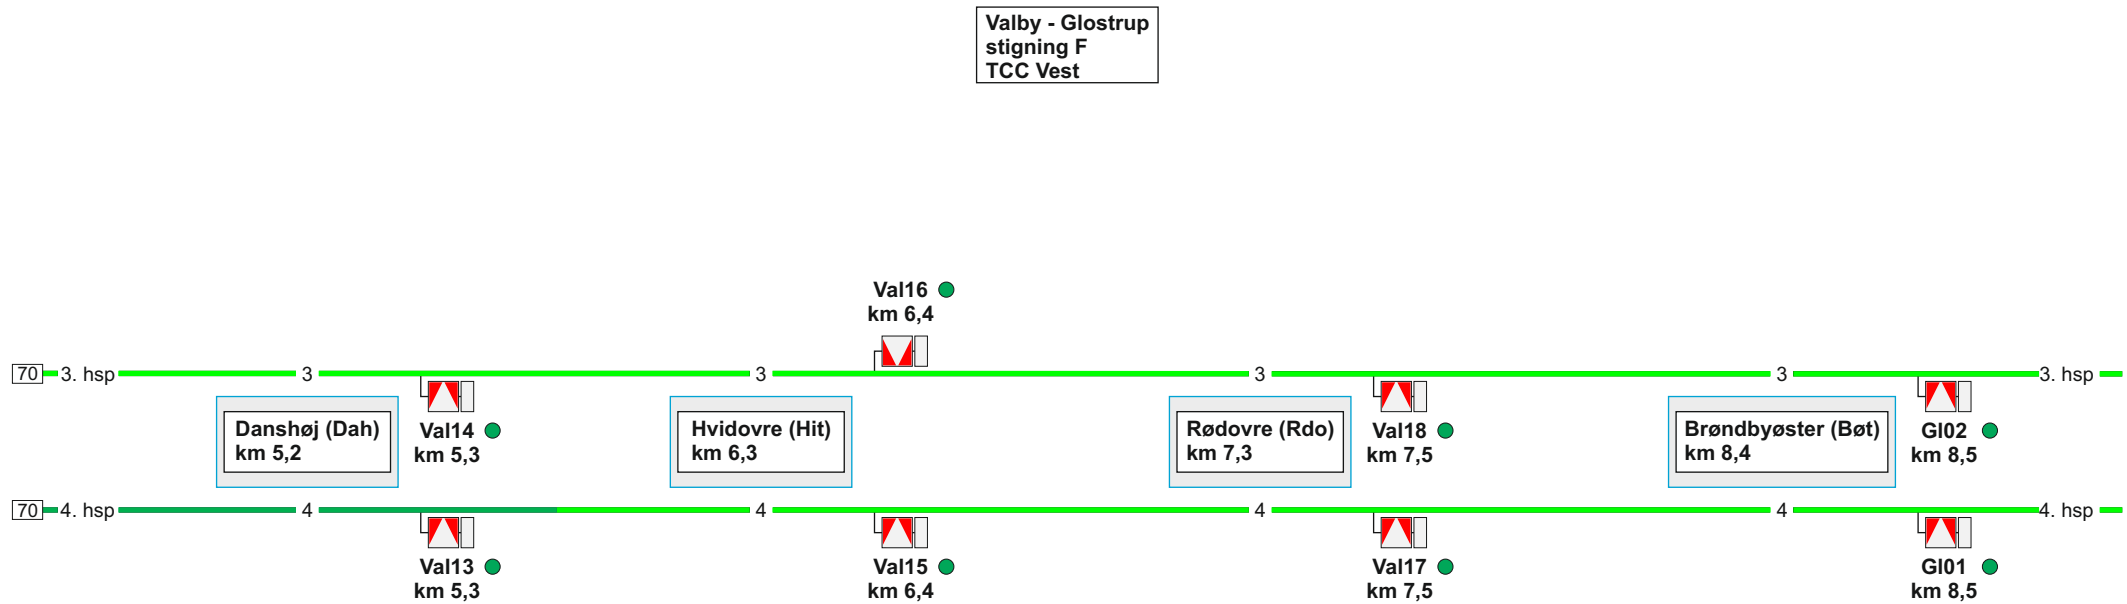 Valby - Glostrup
stigning F
TCC Vest
Val16
km 6,4
70 3. hsp 3 3 3 3 3. hsp
Danshøj (Dah)
km 5,2
Val14
km 5,3
Hvidovre (Hit)
km 6,3
Rødovre (Rdo)
km 7,3
Val18
km 7,5
Brøndbyøster (Bøt)
km 8,4
Gl02
km 8,5
70 4. hsp 4 4 4 4 4. hsp
Val13
km 5,3
Val15
km 6,4
Val17
km 7,5
Gl01
km 8,5